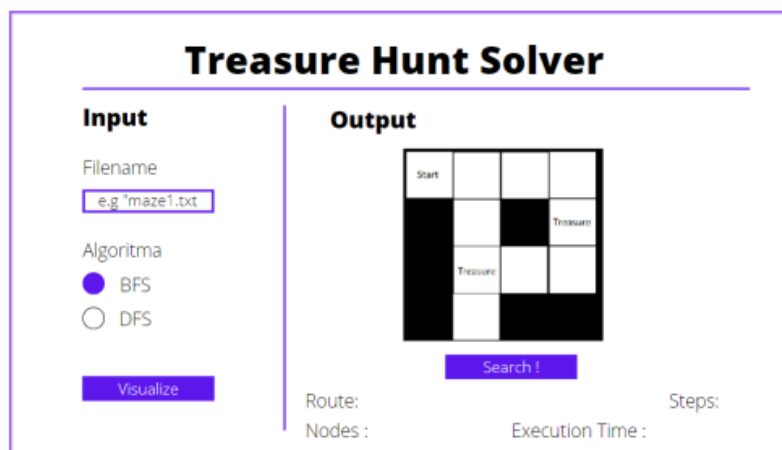 Treasure Hunt Solver
Input
Filename
e.g "maze1.txt
Algoritma
BFS
DFS
Visualize
Output
Start
Treasure
Treasure
Search !
Route:
Steps:
Nodes :
Execution Time :